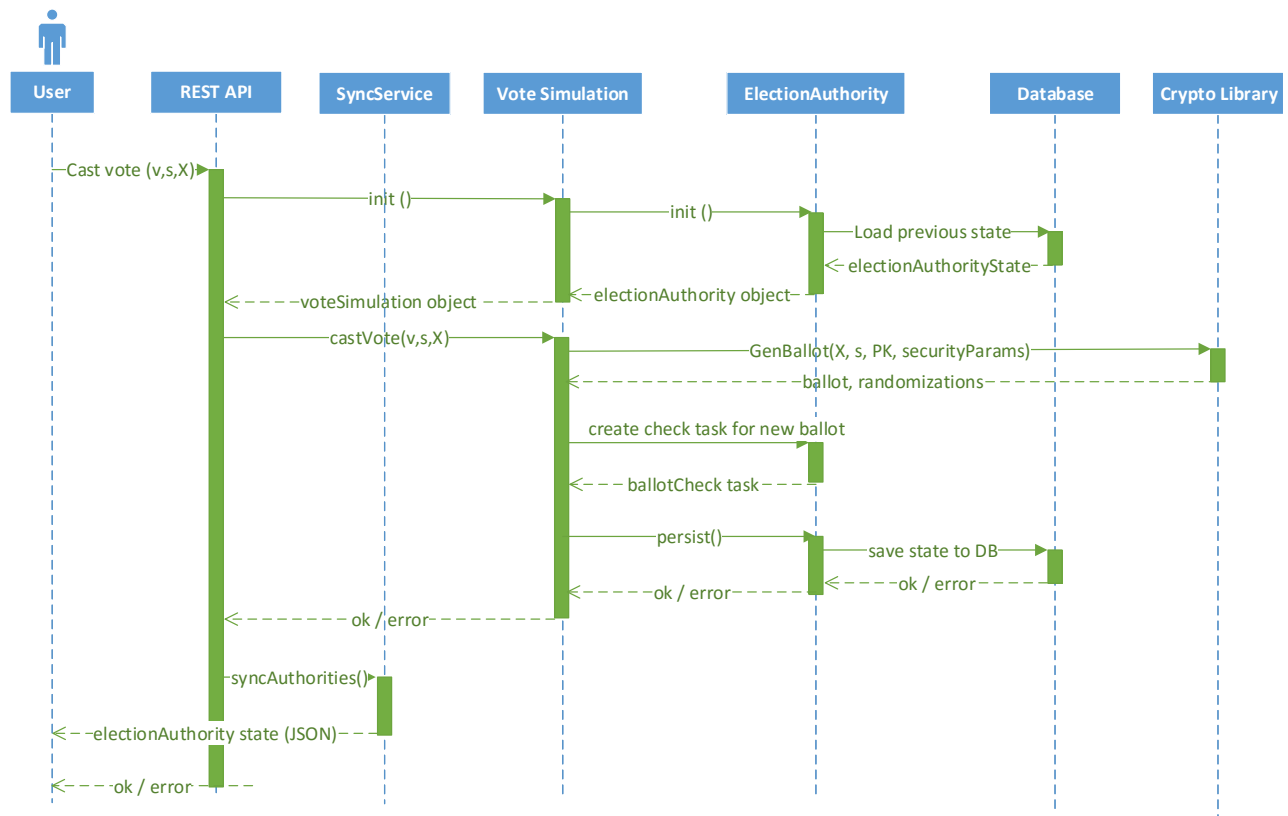 User
REST API
SyncService
Vote Simulation
ElectionAuthority
Database
Crypto Library
Cast vote (v,s,X)
init ()
init ()
Load previous state
electionAuthorityState
electionAuthority object
voteSimulation object
castVote(v,s,X)
GenBallot(X, s, PK, securityParams)
ballot, randomizations
create check task for new ballot
ballotCheck task
persist()
save state to DB
ok / error
ok / error
ok / error
syncAuthorities()
electionAuthority state (JSON)
ok / error